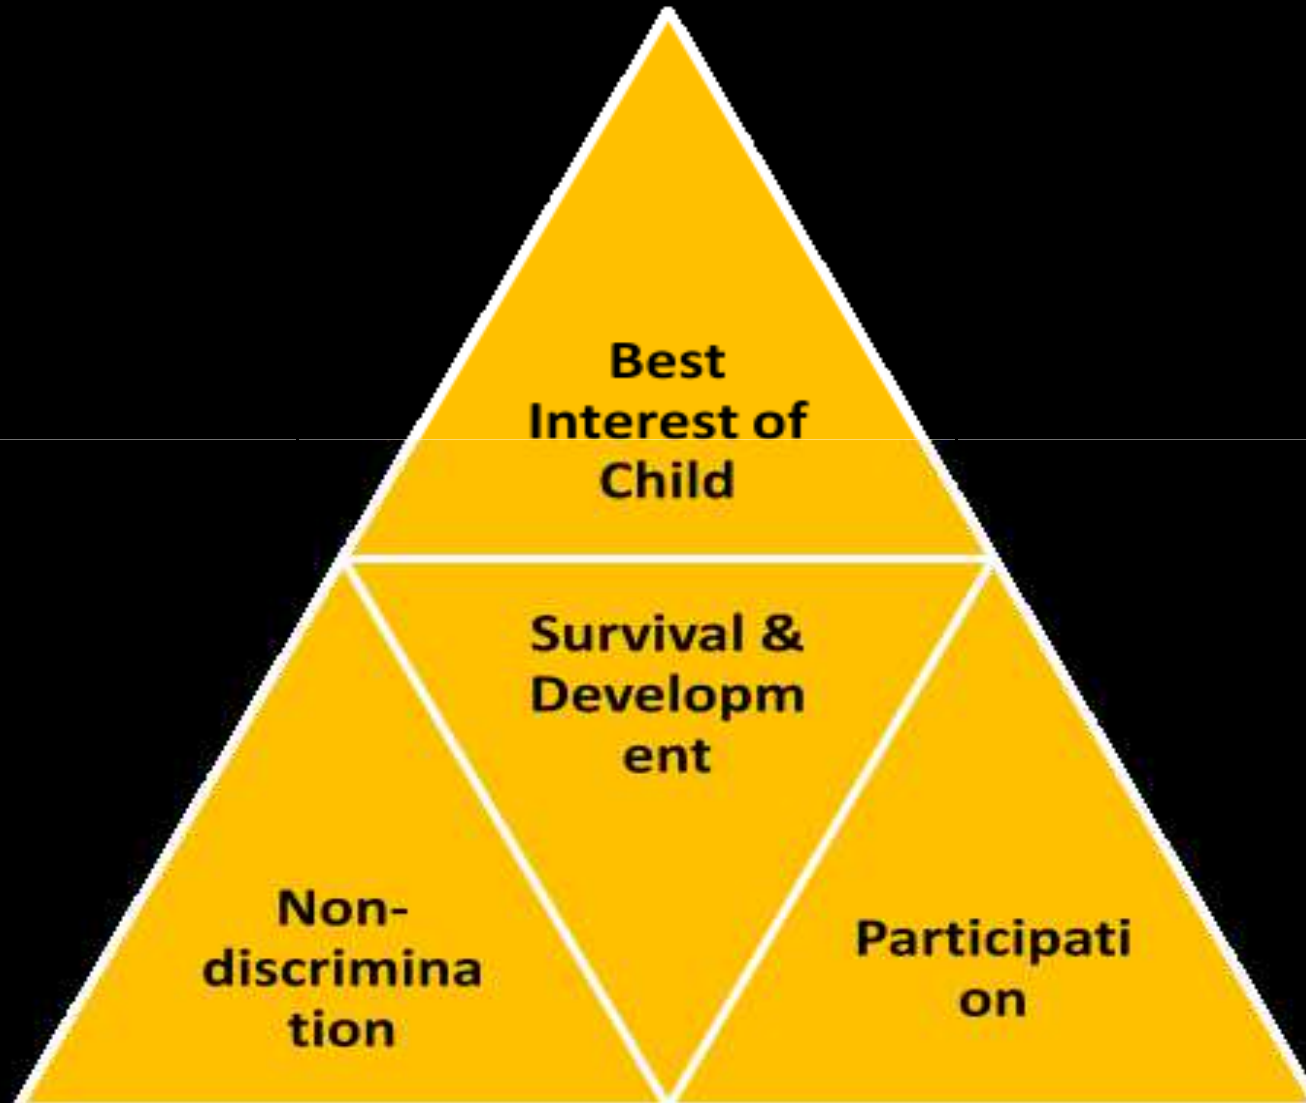 Best
Interest of
Child
Survival &
Developm
ent
Non-
discrimina
tion
Participati
on